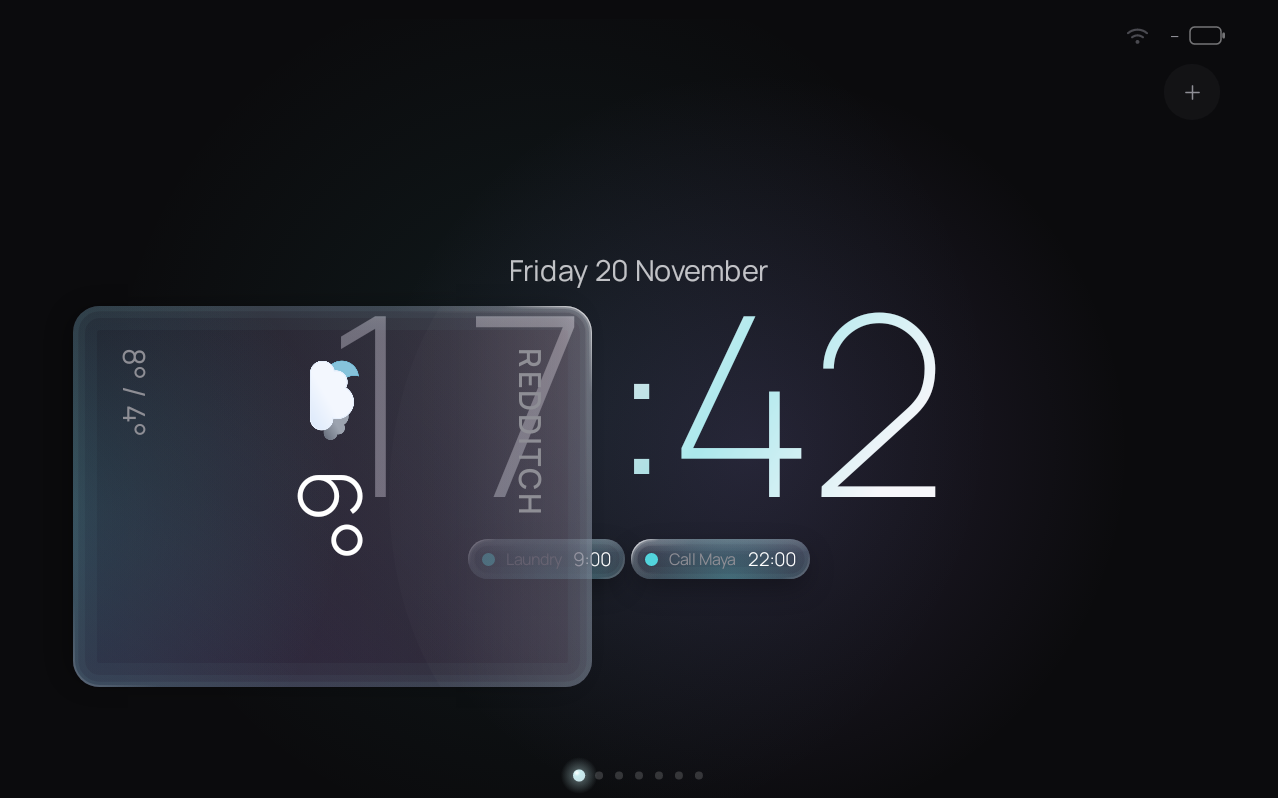 –
+
Friday 20 November
17:42
REDDITCH
6°
8° / 4°
Laundry 9:00
Call Maya 22:00